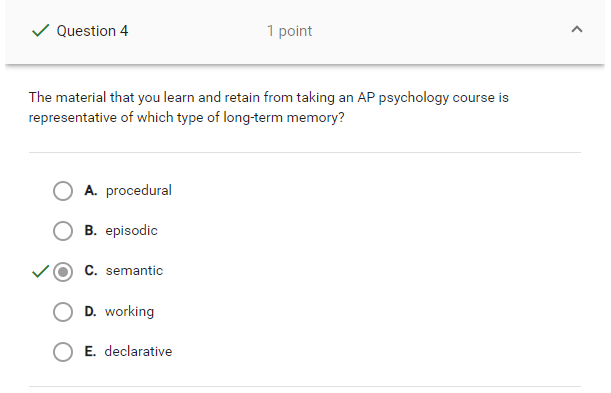 Question 4 1 point
The material that you learn and retain from taking an AP psychology course is
representative of which type of long-term memory?
A. procedural
B. episodic
C. semantic
D. working
E. declarative